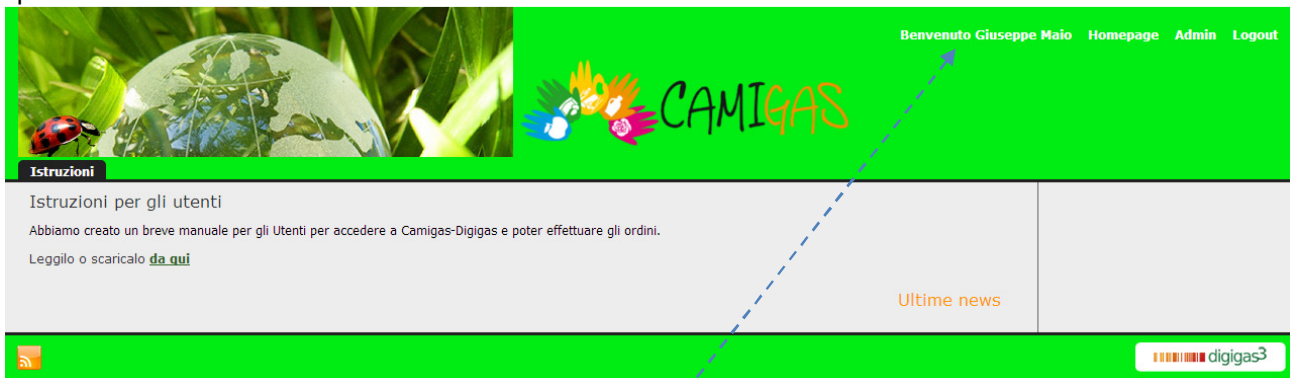 Benvenuto Giuseppe Maio Homepage Admin Logout
CAMIGAS
Istruzioni
Istruzioni per gli utenti
Abbiamo creato un breve manuale per gli Utenti per accedere a Camigas-Digigas e poter effettuare gli ordini.
Leggilo o scaricalo da qui
Ultime news
digigas3